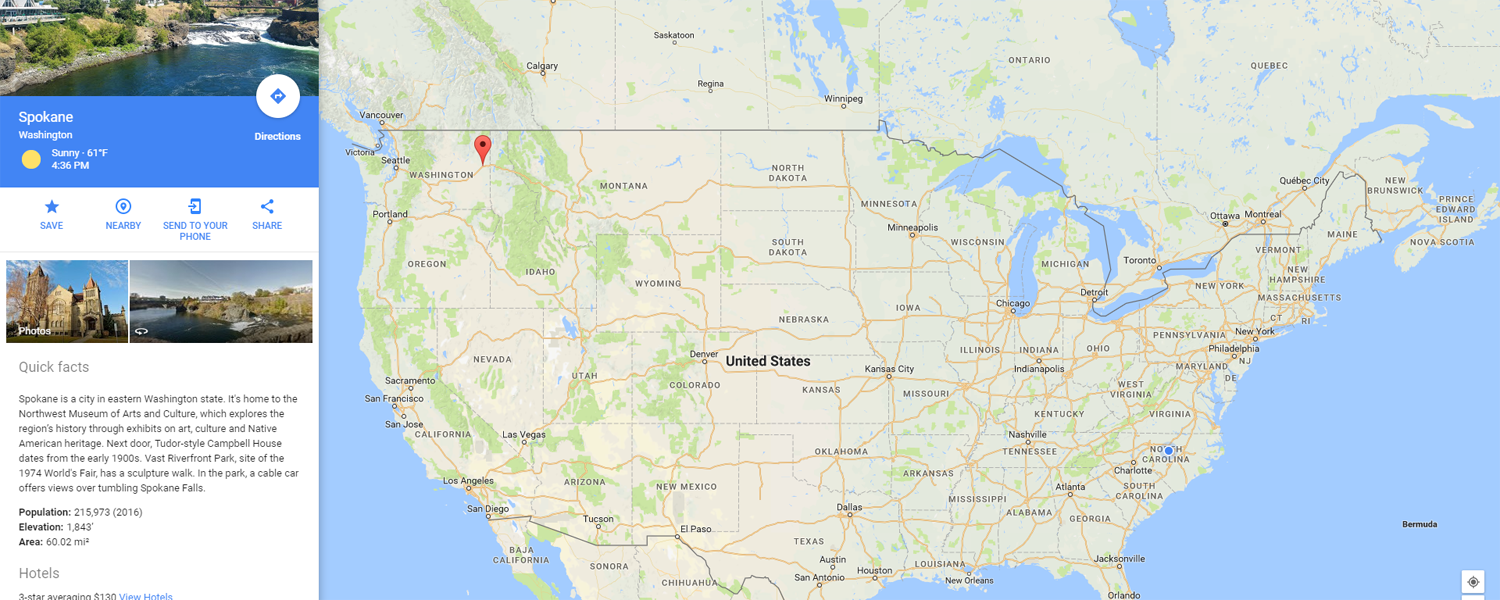 Spokane
Washington
Sunny · 61°F
4:36 PM
Directions
SAVE
NEARBY
SEND TO YOUR
PHONE
SHARE
Photos
Quick facts
Spokane is a city in eastern Washington state. It's home to the
Northwest Museum of Arts and Culture, which explores the
region's history through exhibits on art, culture and Native
American heritage. Next door, Tudor-style Campbell House
dates from the early 1900s. Vast Riverfront Park, site of the
1974 World's Fair, has a sculpture walk. In the park, a cable car
offers views over tumbling Spokane Falls.
Population: 215,973 (2016)
Elevation: 1,843'
Area: 60.02 mi²
Hotels
3-star averaging $130 View Hotels
Saskatoon
Calgary
Regina
Winnipeg
ONTARIO
QUEBEC
Vancouver
Victoria
Seattle
WASHINGTON
MONTANA
NORTH
DAKOTA
MINNESOTA
Québec City
NEW
BRUNSWICK
PRINCE
EDWARD
ISLAND
Portland
Minneapolis
Ottawa
Montreal
MAINE
NOVA SCOTIA
OREGON
IDAHO
SOUTH
DAKOTA
WISCONSIN
MICHIGAN
Toronto
VERMONT
NEW
HAMPSHIRE
WYOMING
Detroit
NEW YORK
MASSACHUSETTS
Chicago
IOWA
NEBRASKA
CT
RI
PENNSYLVANIA
New York
NEVADA
UTAH
Denver
United States
ILLINOIS
INDIANA
OHIO
Philadelphia
NJ
Kansas City
Indianapolis
MARYLAND
DE
Sacramento
San Francisco
COLORADO
KANSAS
MISSOURI
WEST
VIRGINIA
KENTUCKY
VIRGINIA
San Jose
CALIFORNIA
Las Vegas
Nashville
TENNESSEE
OKLAHOMA
NORTH
CAROLINA
Charlotte
ARKANSAS
Los Angeles
ARIZONA
NEW MEXICO
Atlanta
SOUTH
CAROLINA
MISSISSIPPI
San Diego
Dallas
ALABAMA
GEORGIA
Tucson
El Paso
Bermuda
TEXAS
BAJA
CALIFORNIA
SONORA
CHIHUAHUA
Austin
San Antonio
Houston
LOUISIANA
New Orleans
Jacksonville
Orlando